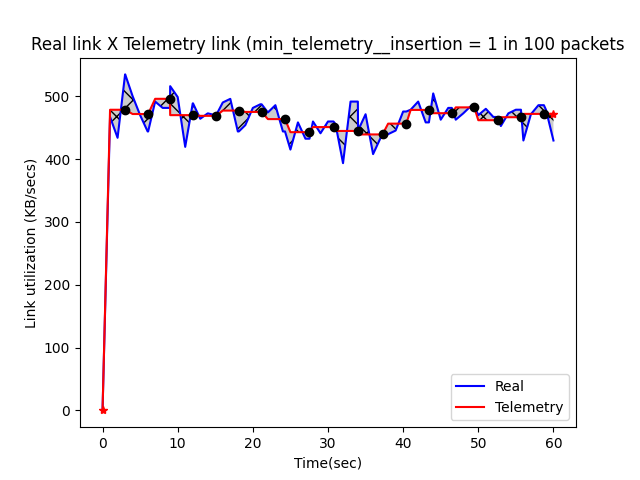 Real link X Telemetry link (min_telemetry__insertion = 1 in 100 packets
Link utilization (KB/secs)
500
400
300
200
100
0
0 10 20 30 40 50 60
Time(sec)
Real
Telemetry